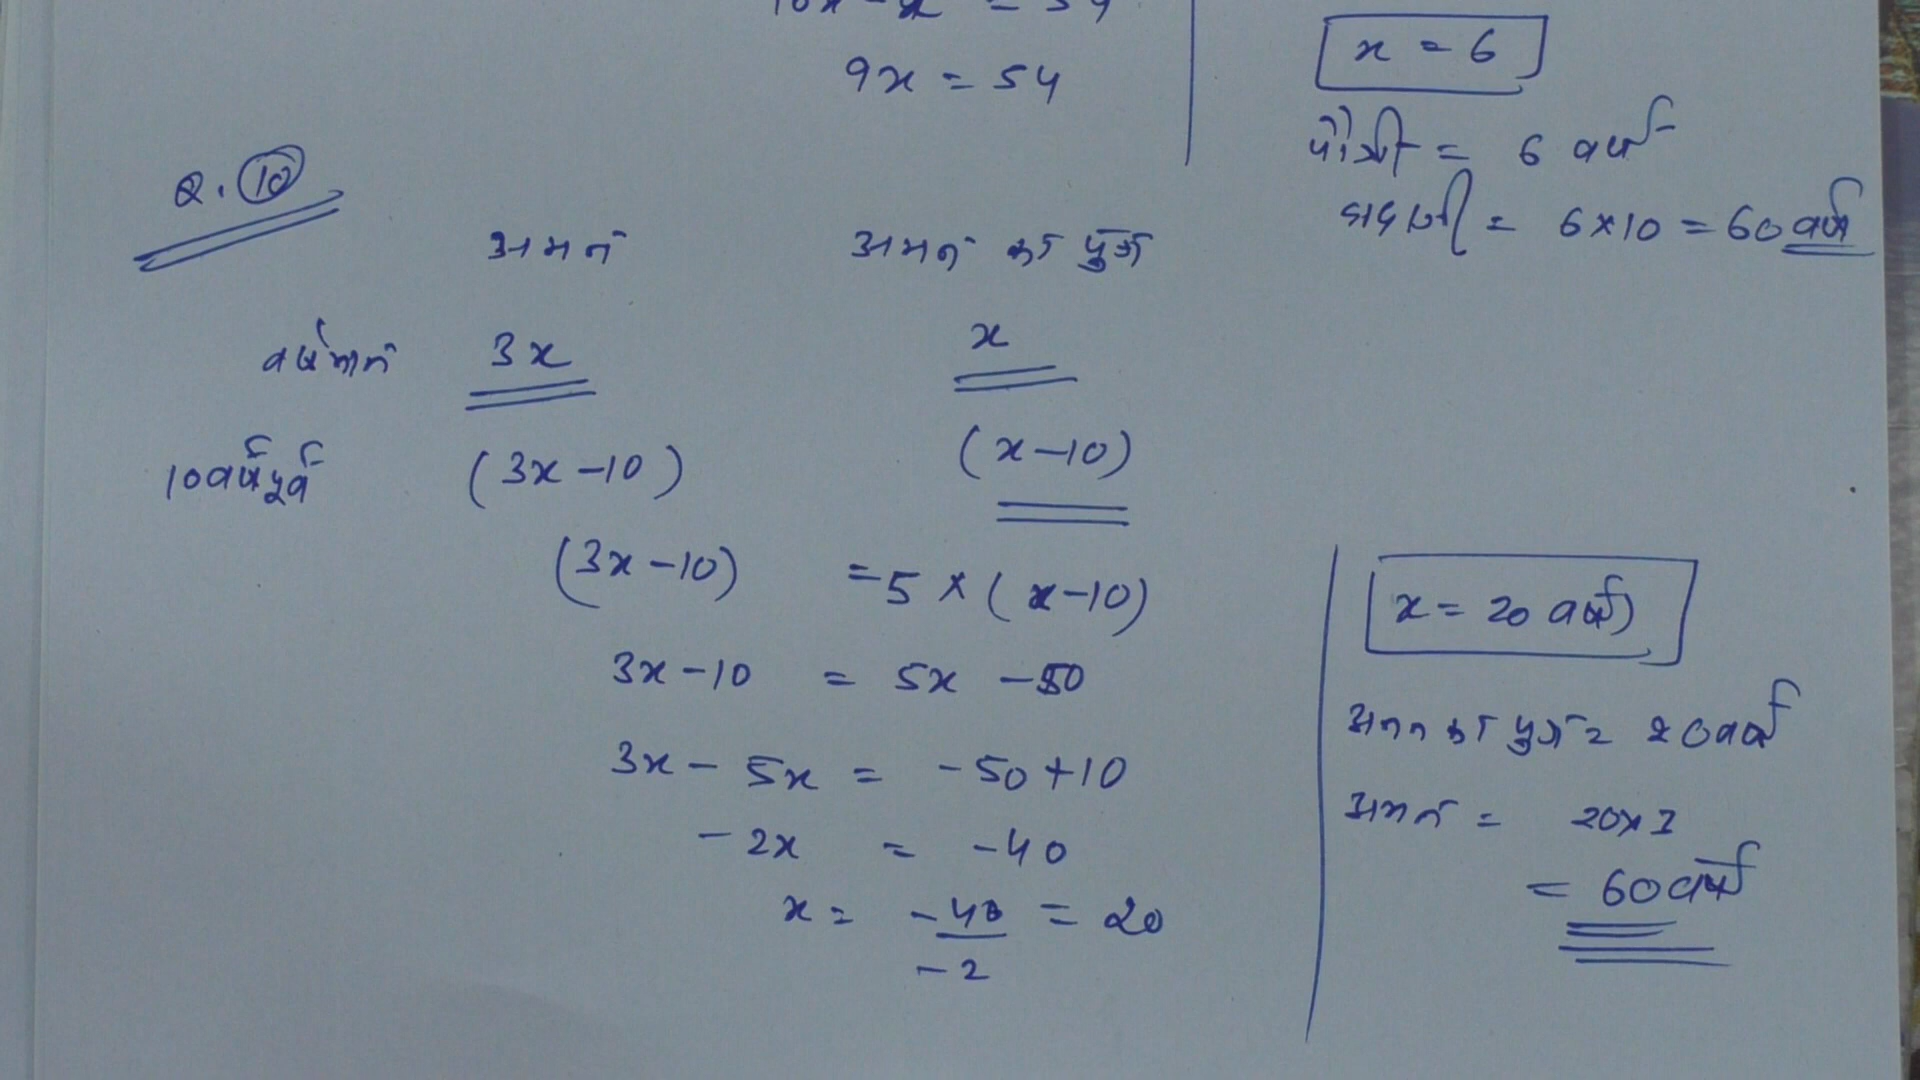 10x - x = 54
9x = 54
x = 6
पोत्री = 6 वर्ष
दादाजी = 6×10 = 60 वर्ष
Q. 10
अमन अमन का पुत्र
वर्तमान 3x x
10 वर्ष पूर्व (3x-10) (x-10)
(3x-10) = 5 × (x-10)
3x-10 = 5x -50
3x - 5x = -50+10
-2x = -40
x = -40/-2 = 20
x = 20 वर्ष
अमन का पुत्र = 20 वर्ष
अमन = 20×3
= 60 वर्ष